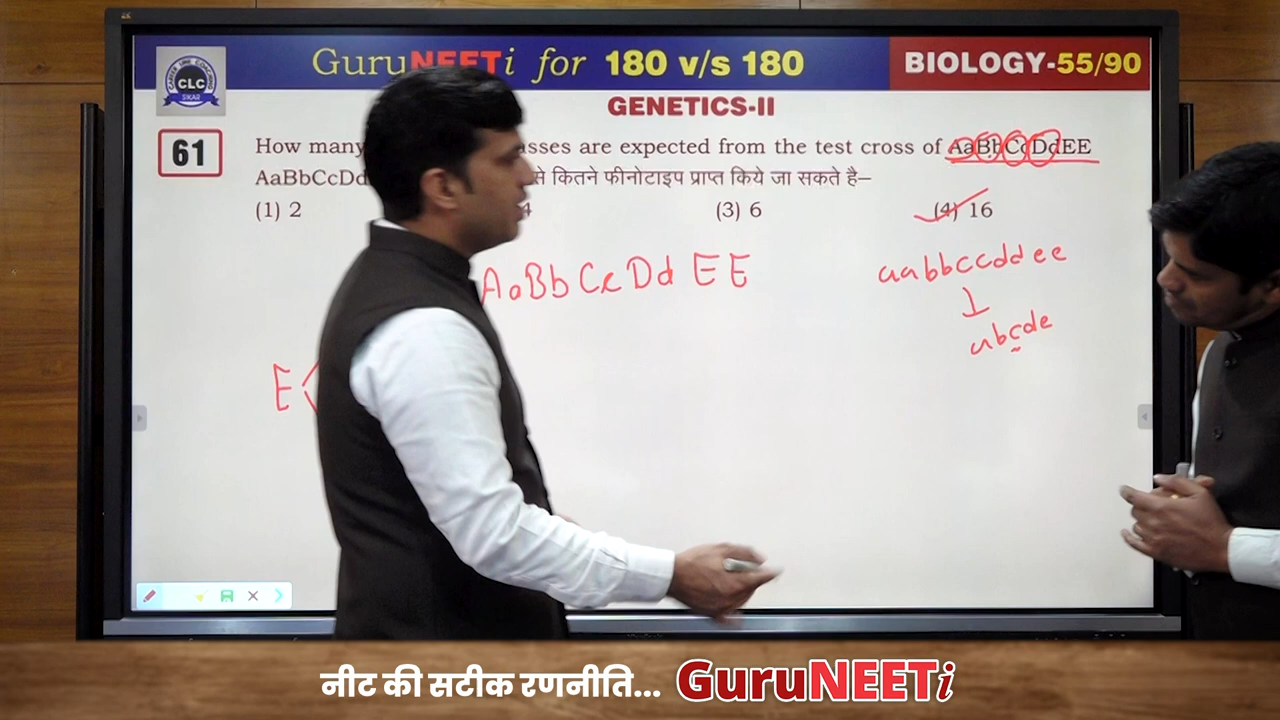 GuruNEETi for 180 v/s 180
BIOLOGY-55/90
CLC
SIKAR
GENETICS-II
61
How many asses are expected from the test cross of AaBbCcDdEE
AaBbCcDd से कितने फीनोटाइप प्राप्त किये जा सकते है–
(1) 2
4
(3) 6
(4) 16
AaBbCcDdEE
aabbccddee
abcde
E
नीट की सटीक रणनीति... GuruNEETi